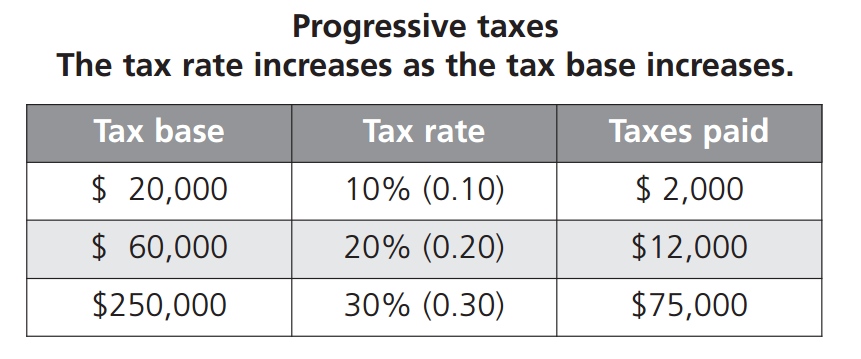 Progressive taxes
The tax rate increases as the tax base increases.
Tax base Tax rate Taxes paid
$ 20,000 10% (0.10) $ 2,000
$ 60,000 20% (0.20) $12,000
$250,000 30% (0.30) $75,000